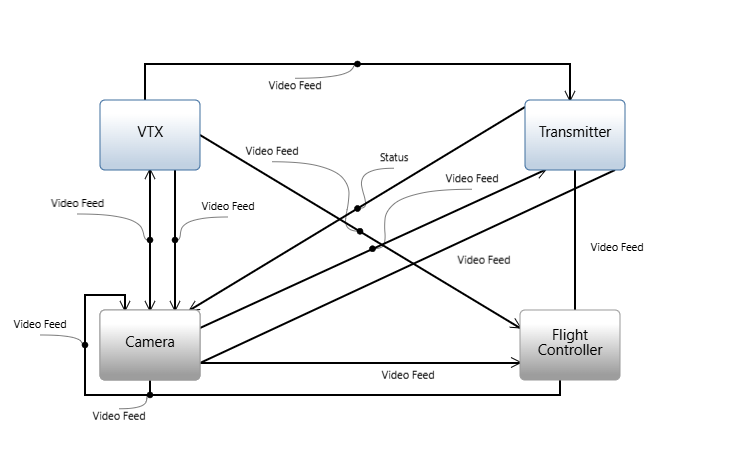 Video Feed
VTX
Transmitter
Video Feed
Status
Video Feed
Video Feed
Video Feed
Video Feed
Video Feed
Video Feed
Camera
Flight
Controller
Video Feed
Video Feed